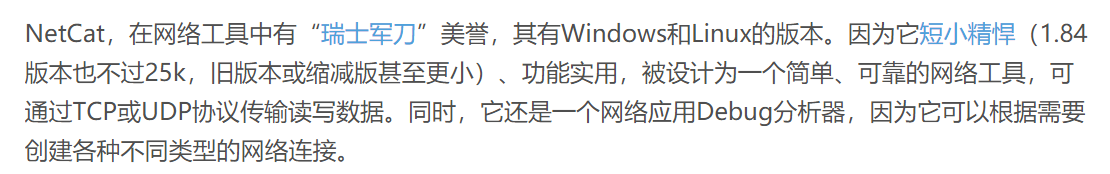 NetCat，在网络工具中有“瑞士军刀”美誉，其有Windows和Linux的版本。因为它短小精悍（1.84
版本也不过25k，旧版本或缩减版甚至更小）、功能实用，被设计为一个简单、可靠的网络工具，可
通过TCP或UDP协议传输读写数据。同时，它还是一个网络应用Debug分析器，因为它可以根据需要
创建各种不同类型的网络连接。